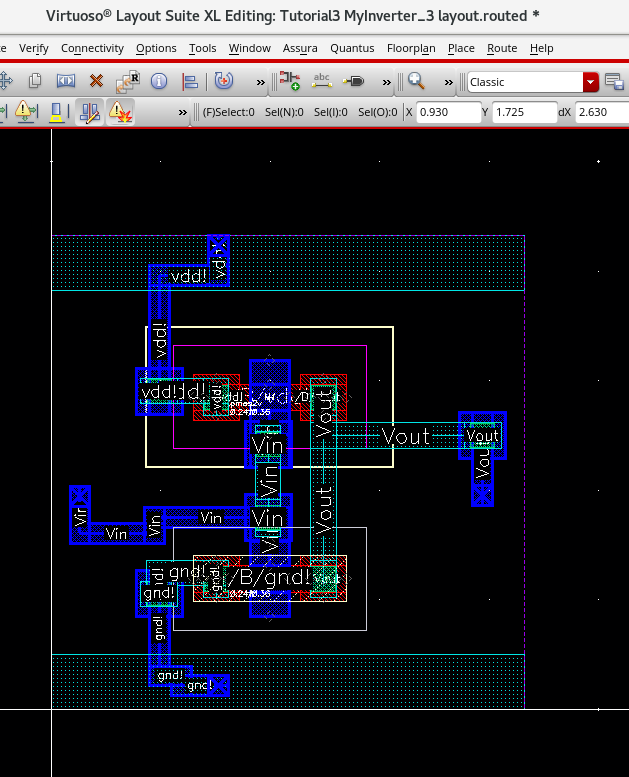 Virtuoso® Layout Suite XL Editing: Tutorial3 MyInverter_3 layout.routed *
e Verify Connectivity Options Tools Window Assura Quantus Floorplan Place Route Help
R abc Classic
(F)Select:0 Sel(N):0 Sel(I):0 Sel(O):0 X 0.930 Y 1.725 dX 2.630
vdd!
vdd!
vdd!
Vout
Vout Vout
Vin
Vout
Vin
Vin Vin Vin Vin
Vout
gnd! /B/gnd!
gnd!
gnd!
gnd!
gnd!